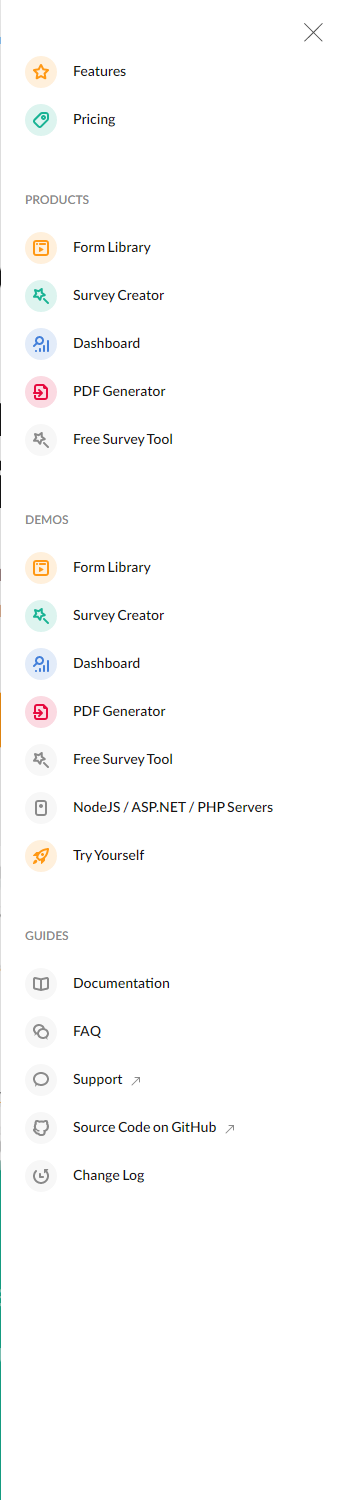 Features
Pricing
PRODUCTS
Form Library
Survey Creator
Dashboard
PDF Generator
Free Survey Tool
DEMOS
Form Library
Survey Creator
Dashboard
PDF Generator
Free Survey Tool
NodeJS / ASP.NET / PHP Servers
Try Yourself
GUIDES
Documentation
FAQ
Support
Source Code on GitHub
Change Log